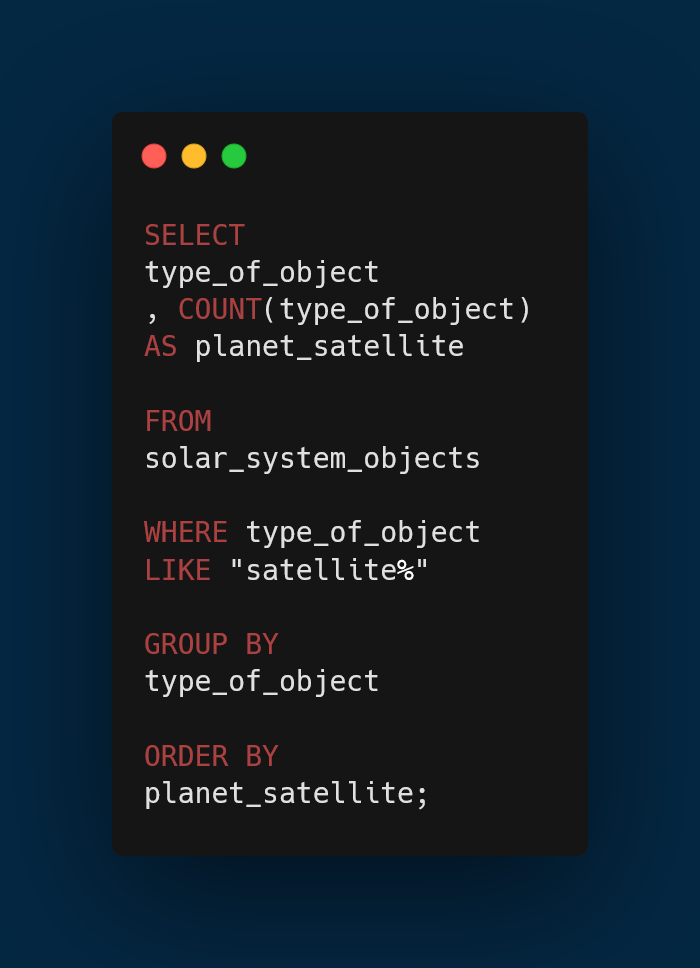 SELECT
type_of_object
, COUNT(type_of_object)
AS planet_satellite
FROM
solar_system_objects
WHERE type_of_object
LIKE "satellite%"
GROUP BY
type_of_object
ORDER BY
planet_satellite;